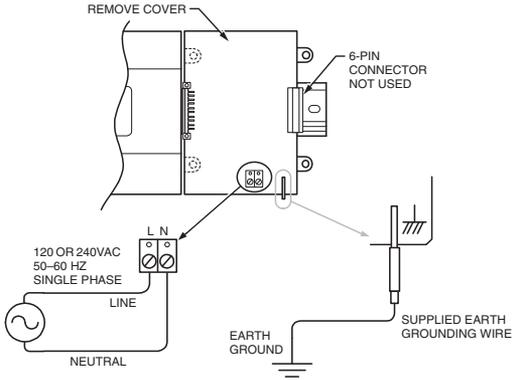 REMOVE COVER
6-PIN
CONNECTOR
NOT USED
L N
120 OR 240VAC
50–60 HZ
SINGLE PHASE
LINE
NEUTRAL
EARTH
GROUND
SUPPLIED EARTH
GROUNDING WIRE